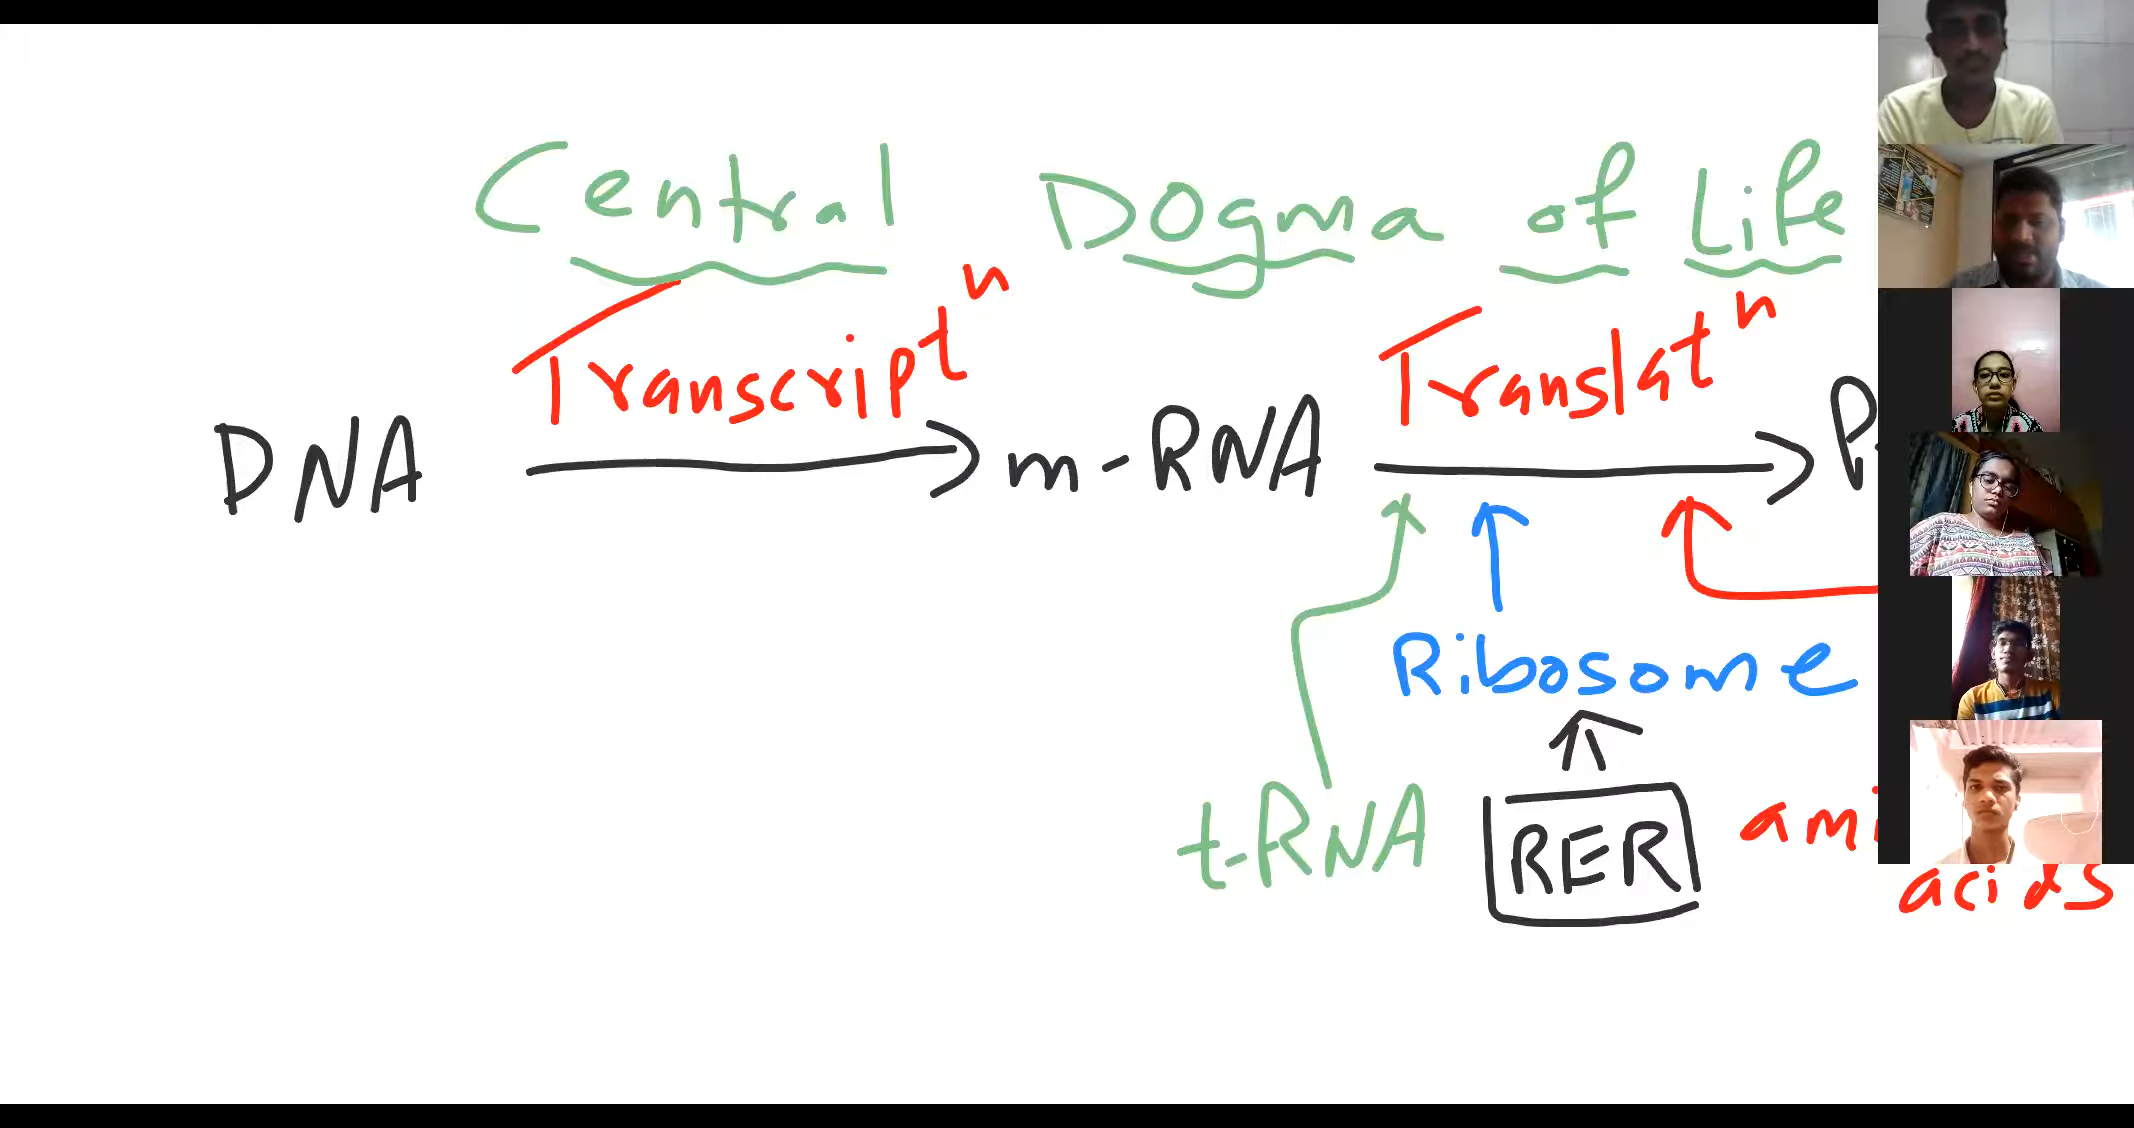 Central Dogma of Life
Transcriptⁿ Translatⁿ
DNA m-RNA
Ribosome
t-RNA RER
acids